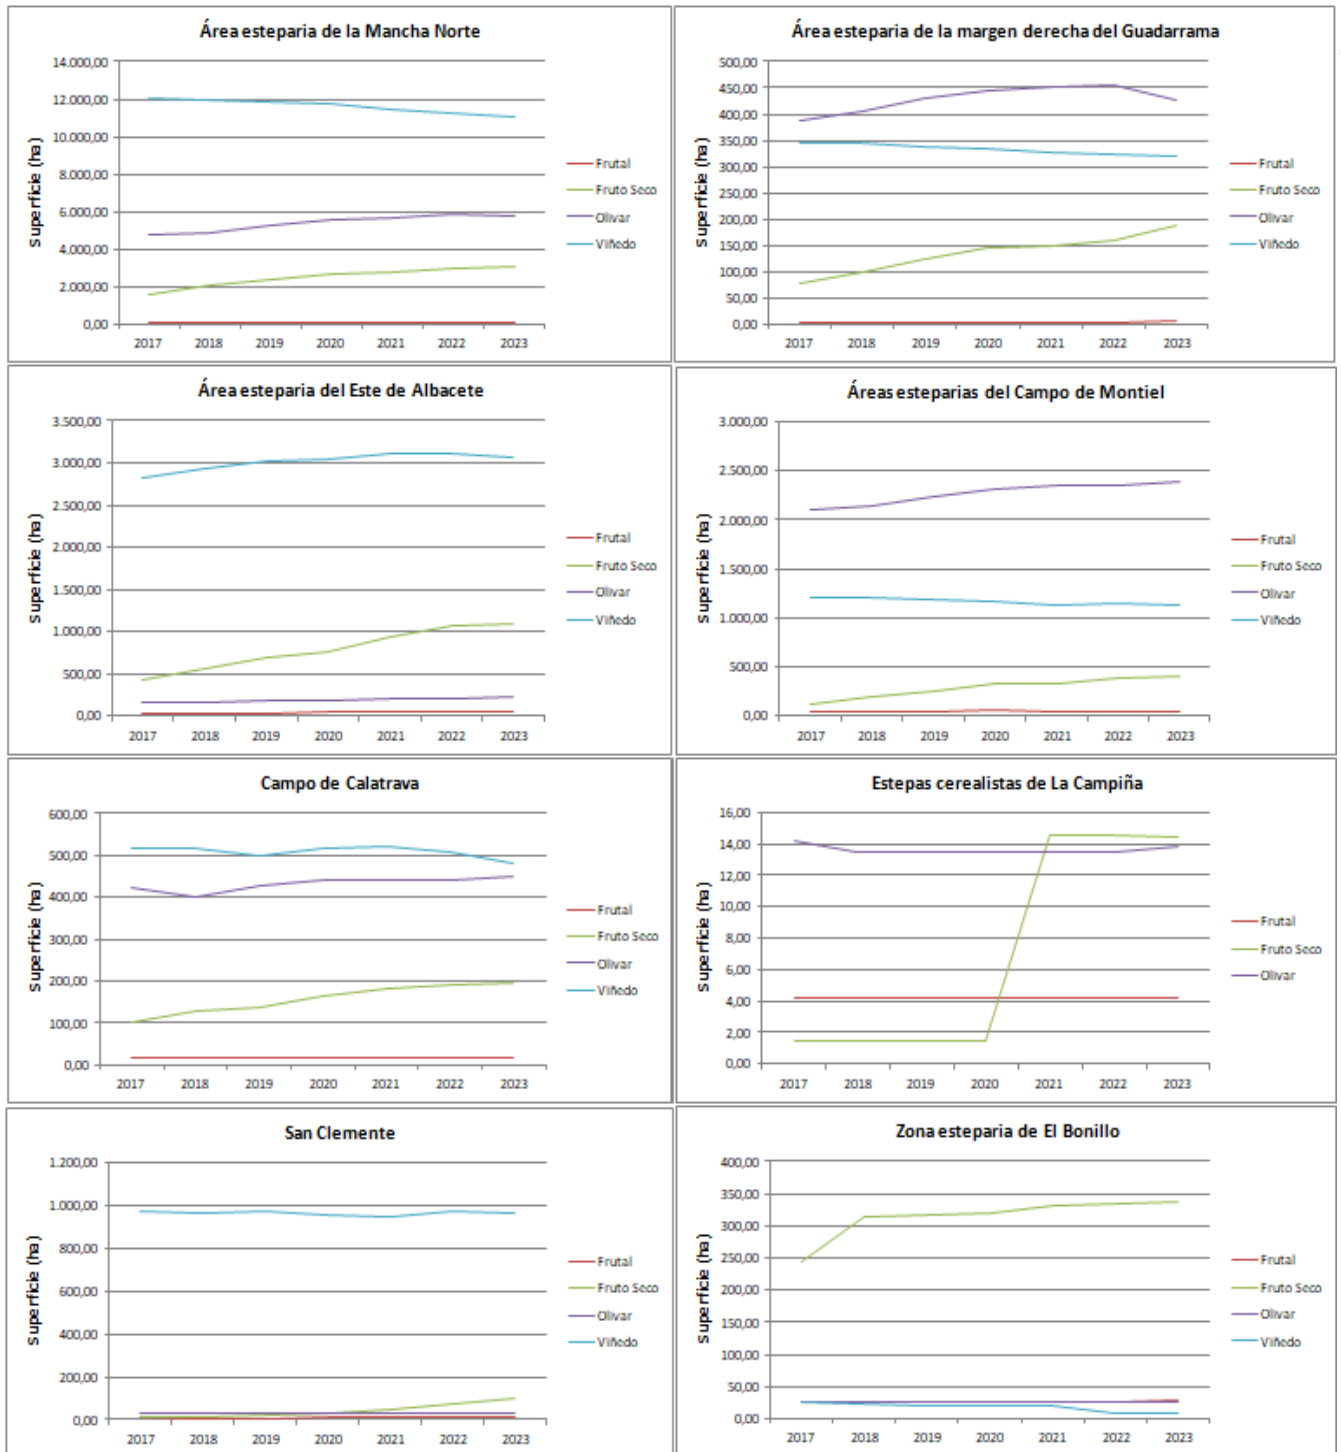 Área esteparia de la Mancha Norte
Superficie (ha)
14.000,00
12.000,00
10.000,00
8.000,00
6.000,00
4.000,00
2.000,00
0,00
2017 2018 2019 2020 2021 2022 2023
Frutal
Fruto Seco
Olivar
Viñedo
Área esteparia de la margen derecha del Guadarrama
Superficie (ha)
500,00
450,00
400,00
350,00
300,00
250,00
200,00
150,00
100,00
50,00
0,00
2017 2018 2019 2020 2021 2022 2023
Frutal
Fruto Seco
Olivar
Viñedo
Área esteparia del Este de Albacete
Superficie (ha)
3.500,00
3.000,00
2.500,00
2.000,00
1.500,00
1.000,00
500,00
0,00
2017 2018 2019 2020 2021 2022 2023
Frutal
Fruto Seco
Olivar
Viñedo
Áreas esteparias del Campo de Montiel
Superficie (ha)
3.000,00
2.500,00
2.000,00
1.500,00
1.000,00
500,00
0,00
2017 2018 2019 2020 2021 2022 2023
Frutal
Fruto Seco
Olivar
Viñedo
Campo de Calatrava
Superficie (ha)
600,00
500,00
400,00
300,00
200,00
100,00
0,00
2017 2018 2019 2020 2021 2022 2023
Frutal
Fruto Seco
Olivar
Viñedo
Estepas cerealistas de La Campiña
Superficie (ha)
16,00
14,00
12,00
10,00
8,00
6,00
4,00
2,00
0,00
2017 2018 2019 2020 2021 2022 2023
Frutal
Fruto Seco
Olivar
San Clemente
Superficie (ha)
1.200,00
1.000,00
800,00
600,00
400,00
200,00
0,00
2017 2018 2019 2020 2021 2022 2023
Frutal
Fruto Seco
Olivar
Viñedo
Zona esteparia de El Bonillo
Superficie (ha)
400,00
350,00
300,00
250,00
200,00
150,00
100,00
50,00
0,00
2017 2018 2019 2020 2021 2022 2023
Frutal
Fruto Seco
Olivar
Viñedo